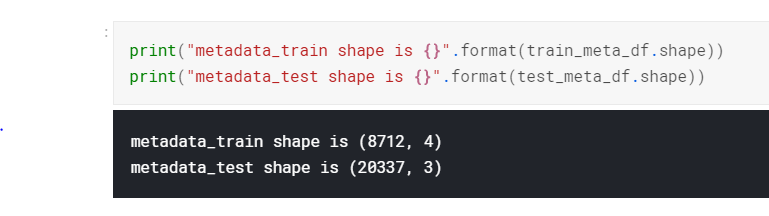 :
print("metadata_train shape is {}".format(train_meta_df.shape))
print("metadata_test shape is {}".format(test_meta_df.shape))
.
metadata_train shape is (8712, 4)
metadata_test shape is (20337, 3)